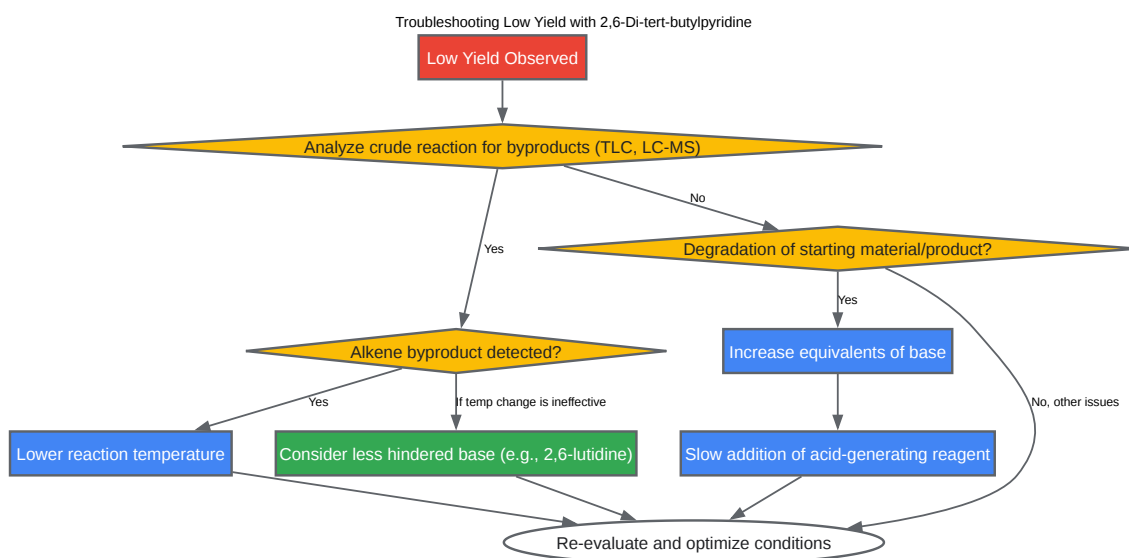 Troubleshooting Low Yield with 2,6-Di-tert-butylpyridine
Low Yield Observed
Analyze crude reaction for byproducts (TLC, LC-MS)
No
Yes
Degradation of starting material/product?
Yes
Alkene byproduct detected?
Increase equivalents of base
Yes
If temp change is ineffective
No, other issues
Lower reaction temperature
Consider less hindered base (e.g., 2,6-lutidine)
Slow addition of acid-generating reagent
Re-evaluate and optimize conditions